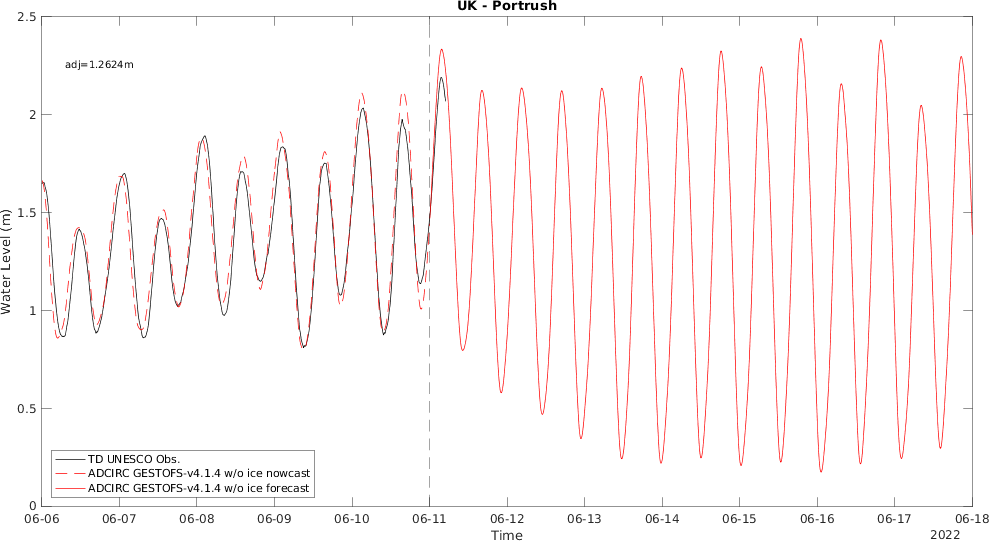 UK - Portrush
adj=1.2624m
2.5
2
1.5
1
0.5
0
Water Level (m)
TD UNESCO Obs.
ADCIRC GESTOFS-v4.1.4 w/o ice nowcast
ADCIRC GESTOFS-v4.1.4 w/o ice forecast
06-06 06-07 06-08 06-09 06-10 06-11 06-12 06-13 06-14 06-15 06-16 06-17 06-18
Time
2022